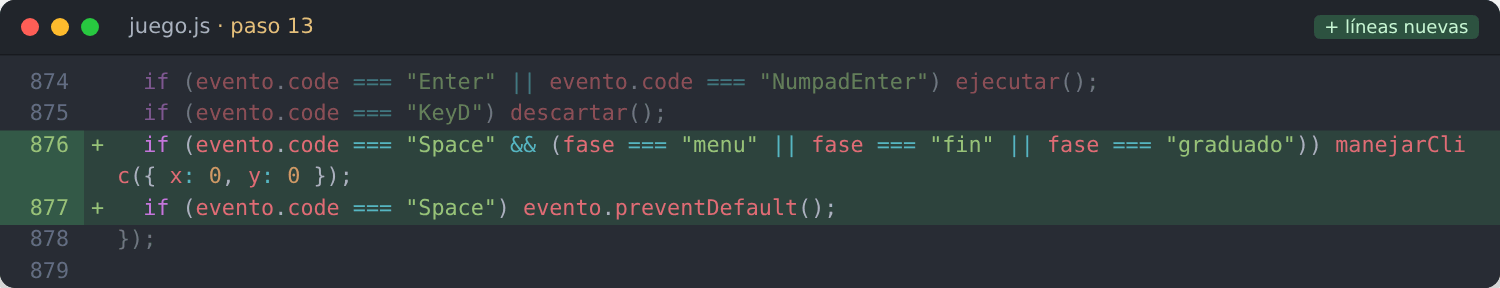 juego.js · paso 13
+ líneas nuevas
874 if (evento.code === "Enter" || evento.code === "NumpadEnter") ejecutar();
875 if (evento.code === "KeyD") descartar();
876 + if (evento.code === "Space" && (fase === "menu" || fase === "fin" || fase === "graduado")) manejarCli
c({ x: 0, y: 0 });
877 + if (evento.code === "Space") evento.preventDefault();
878 });
879